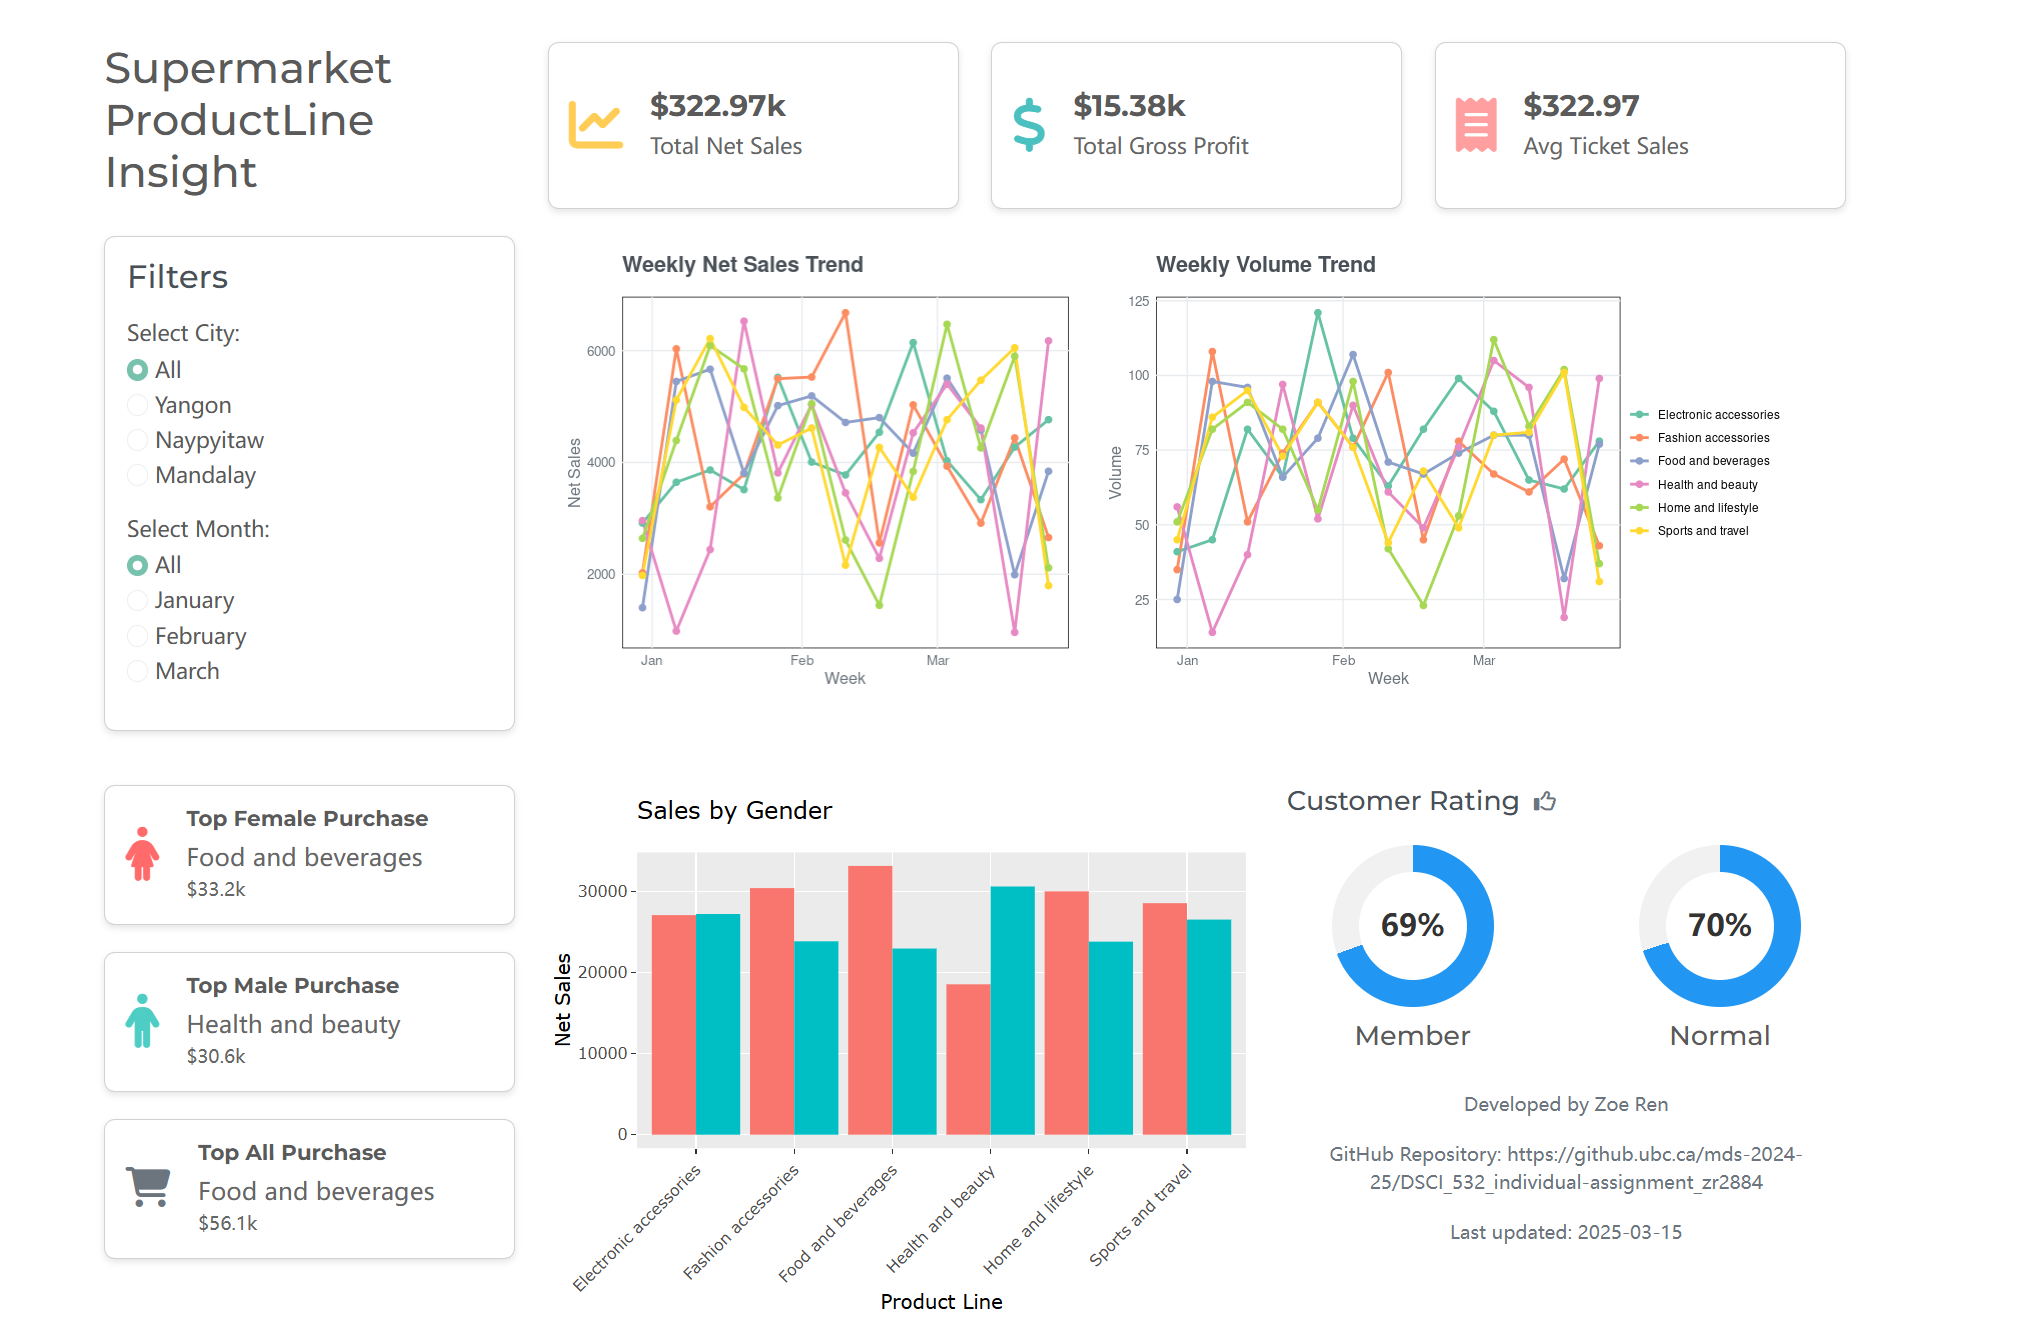 Supermarket
ProductLine
Insight
$322.97k
Total Net Sales
$15.38k
Total Gross Profit
$322.97
Avg Ticket Sales
Filters
Select City:
All
Yangon
Naypyitaw
Mandalay
Select Month:
All
January
February
March
Weekly Net Sales Trend
6000
4000
2000
Net Sales
Jan
Feb
Mar
Week
Weekly Volume Trend
125
100
75
50
25
Volume
Jan
Feb
Mar
Week
Electronic accessories
Fashion accessories
Food and beverages
Health and beauty
Home and lifestyle
Sports and travel
Top Female Purchase
Food and beverages
$33.2k
Top Male Purchase
Health and beauty
$30.6k
Top All Purchase
Food and beverages
$56.1k
Sales by Gender
30000
20000
10000
0
Net Sales
Electronic accessories
Fashion accessories
Food and beverages
Health and beauty
Home and lifestyle
Sports and travel
Product Line
Customer Rating
69%
Member
70%
Normal
Developed by Zoe Ren
GitHub Repository: https://github.ubc.ca/mds-2024-
25/DSCI_532_individual-assignment_zr2884
Last updated: 2025-03-15